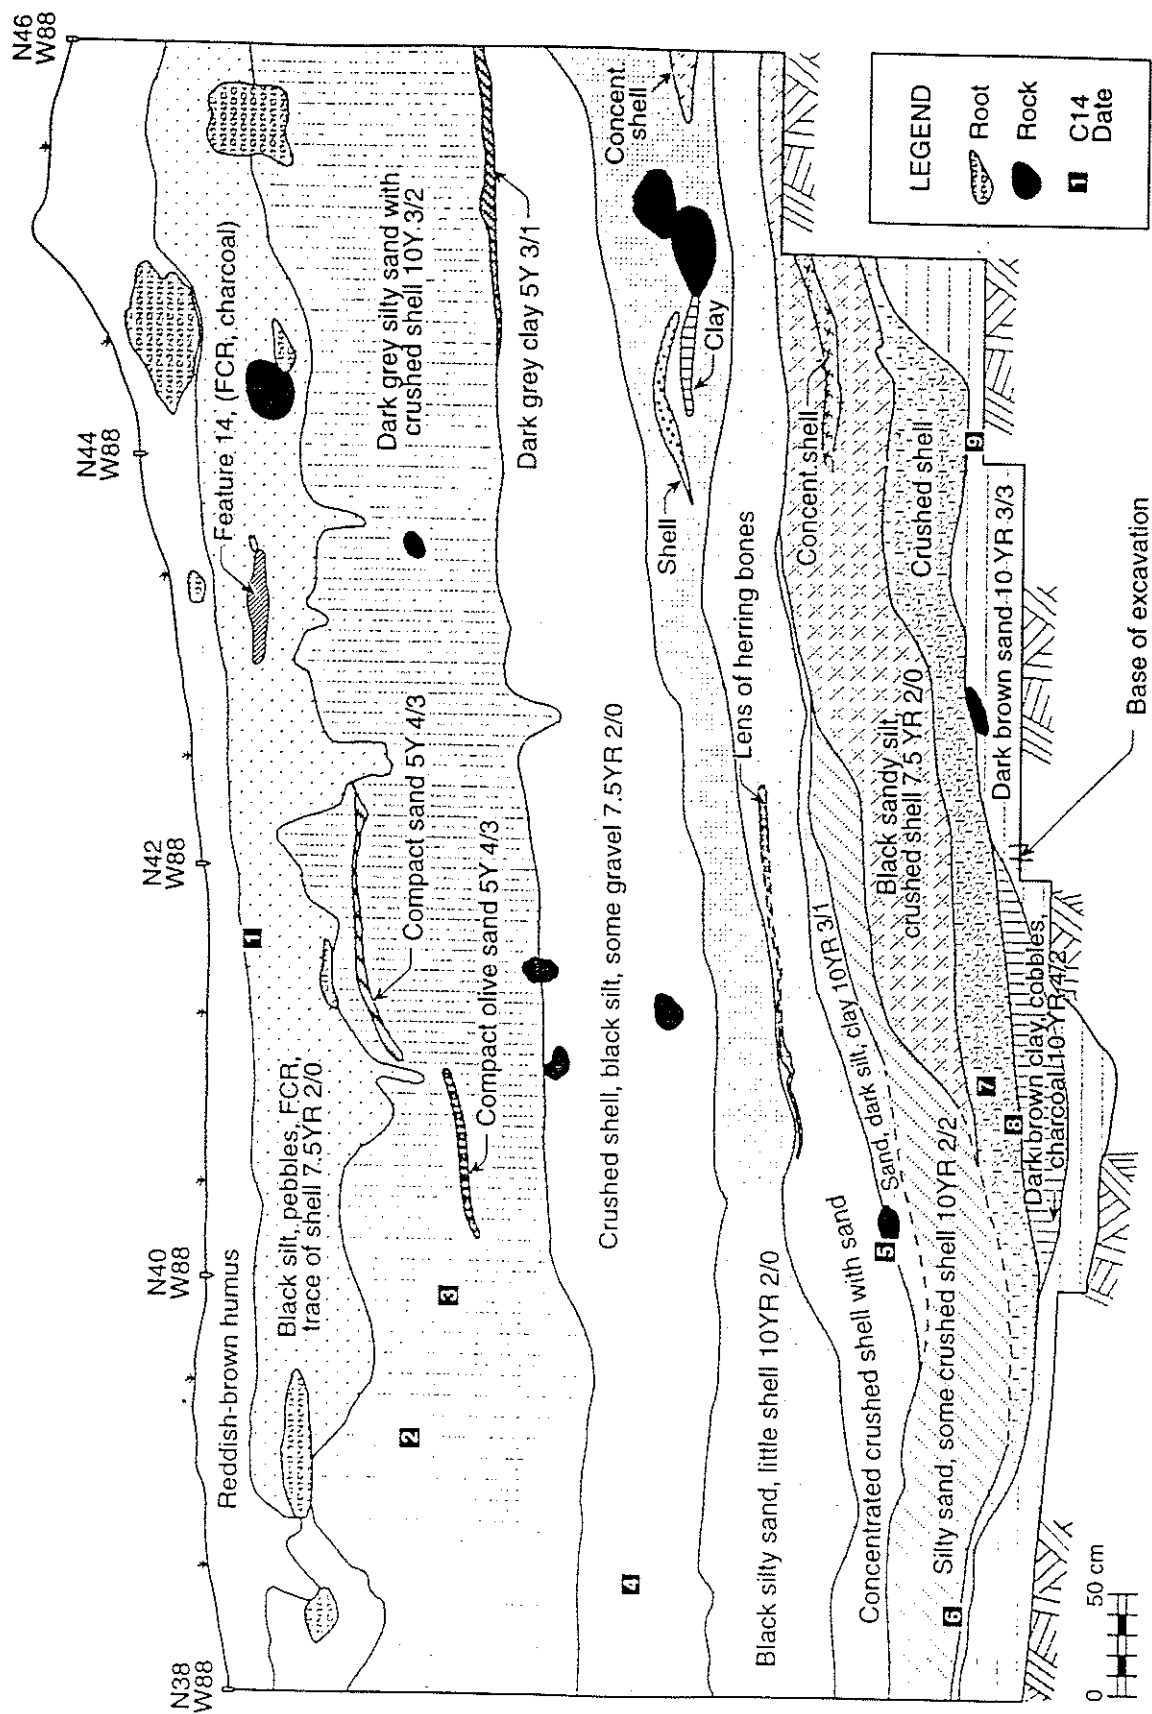 N38
W88
N40
W88
N42
W88
N44
W88
N46
W88
Reddish-brown humus
Black silt, pebbles, FCR,
trace of shell 7.5YR 2/0
1
Feature 14, (FCR, charcoal)
Compact sand 5Y 4/3
Compact olive sand 5Y 4/3
Dark grey silty sand with
crushed shell 10Y 3/2
2
3
Dark grey clay 5Y 3/1
Crushed shell, black silt, some gravel 7.5YR 2/0
4
Shell
Clay
Concent.
shell
Lens of herring bones
Black silty sand, little shell 10YR 2/0
Concentrated crushed shell with sand
5
Sand, dark silt, clay 10YR 3/1
Concent.shell
Black sandy silt,
crushed shell 7.5 YR 2/0
Crushed shell
Silty sand, some crushed shell 10YR 2/2
6
7
8
9
Dark brown sand 10 YR 3/3
Dark brown clay, cobbles,
charcoal 10 YR 4/2
Base of excavation
0
50 cm
LEGEND
Root
Rock
1
C14
Date